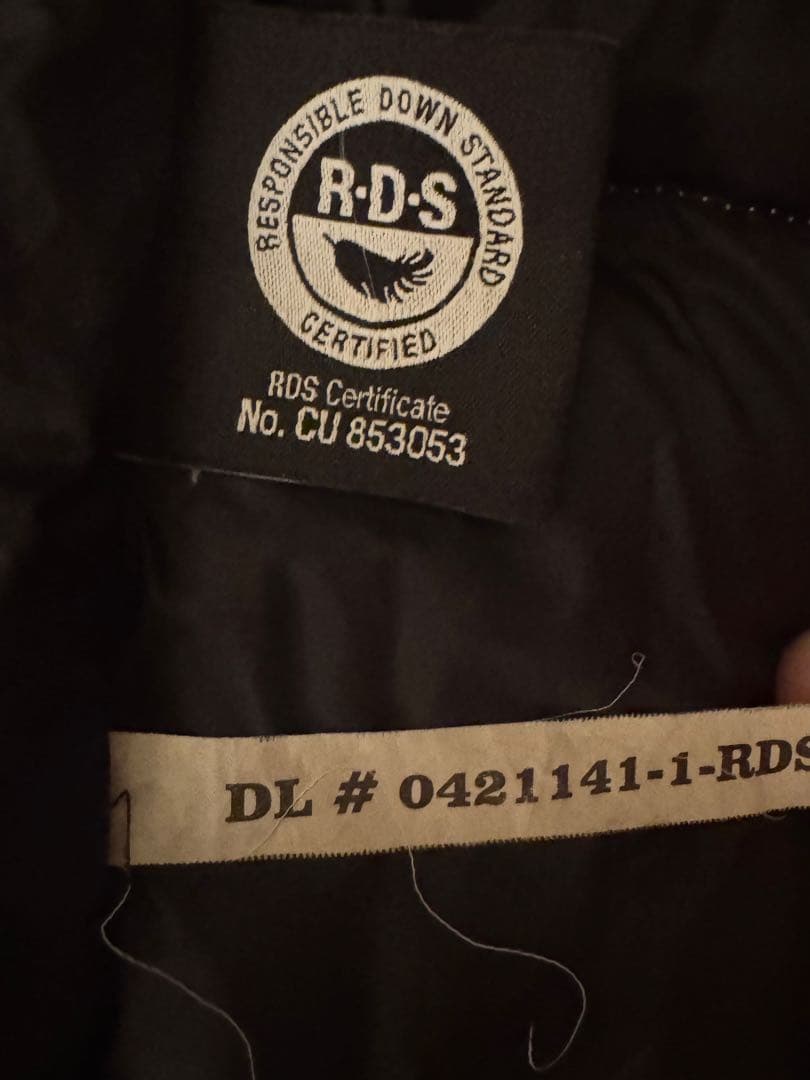 RESPONSIBLE DOWN STANDARD
R·D·S
CERTIFIED
RDS Certificate
No. CU 853053
DL # 0421141-1-RDS